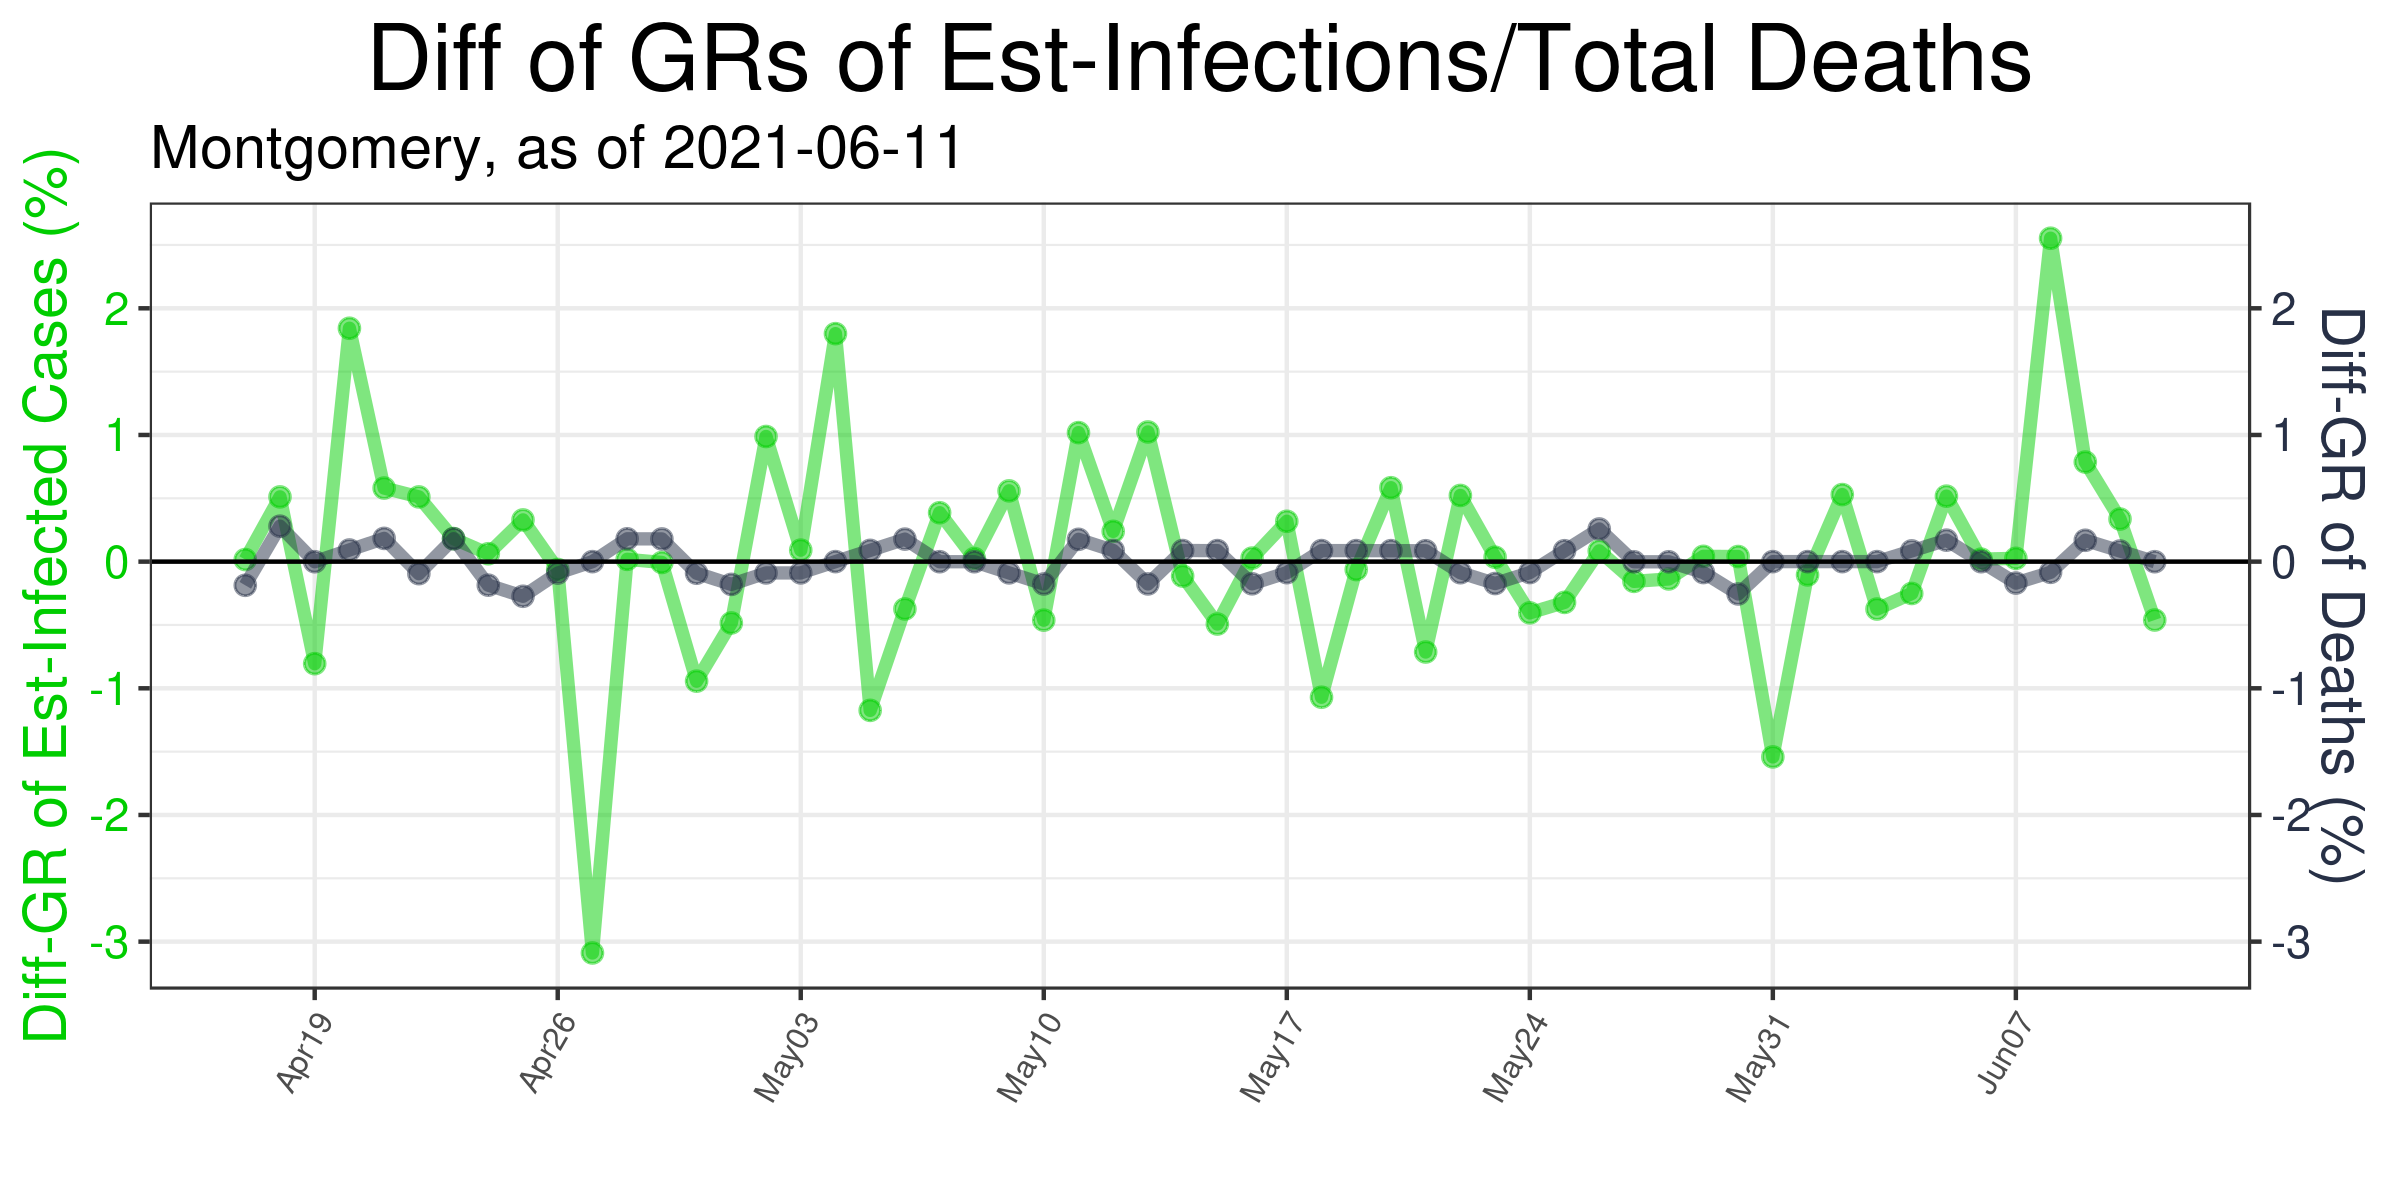 Diff of GRs of Est-Infections/Total Deaths
Montgomery, as of 2021-06-11
Diff-GR of Est-Infected Cases (%)
2
1
0
-1
-2
-3
2
1
0
-1
-2
-3
Diff-GR of Deaths (%)
Apr19
Apr26
May03
May10
May17
May24
May31
Jun07